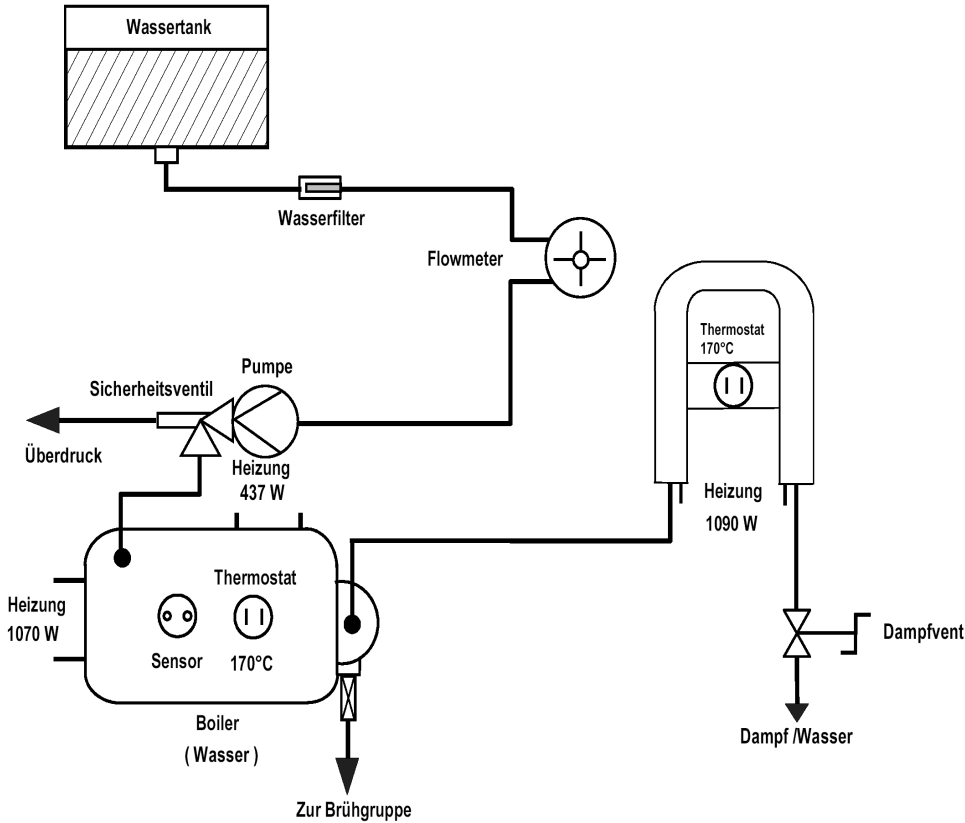 Wassertank
Wasserfilter
Flowmeter
Thermostat
170°C
Pumpe
Sicherheitsventil
Überdruck
Heizung
437 W
Heizung
1090 W
Thermostat
Heizung
1070 W
Sensor
170°C
Dampfvent
Boiler
( Wasser )
Dampf /Wasser
Zur Brühgruppe